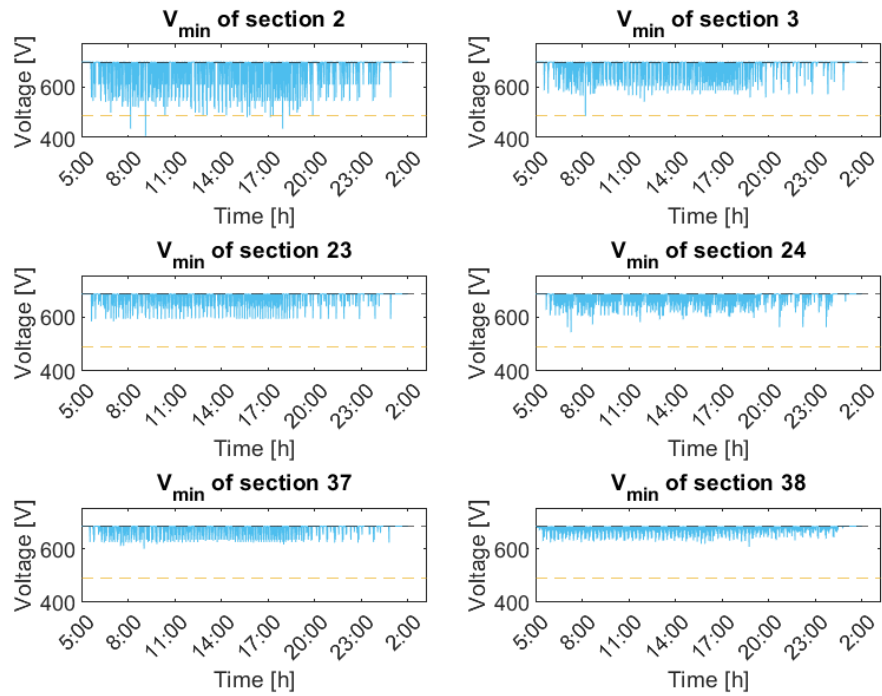 V_min of section 2
Voltage [V]
600
400
5:00 8:00 11:00 14:00 17:00 20:00 23:00 2:00
Time [h]
V_min of section 3
Voltage [V]
600
400
5:00 8:00 11:00 14:00 17:00 20:00 23:00 2:00
Time [h]
V_min of section 23
Voltage [V]
600
400
5:00 8:00 11:00 14:00 17:00 20:00 23:00 2:00
Time [h]
V_min of section 24
Voltage [V]
600
400
5:00 8:00 11:00 14:00 17:00 20:00 23:00 2:00
Time [h]
V_min of section 37
Voltage [V]
600
400
5:00 8:00 11:00 14:00 17:00 20:00 23:00 2:00
Time [h]
V_min of section 38
Voltage [V]
600
400
5:00 8:00 11:00 14:00 17:00 20:00 23:00 2:00
Time [h]